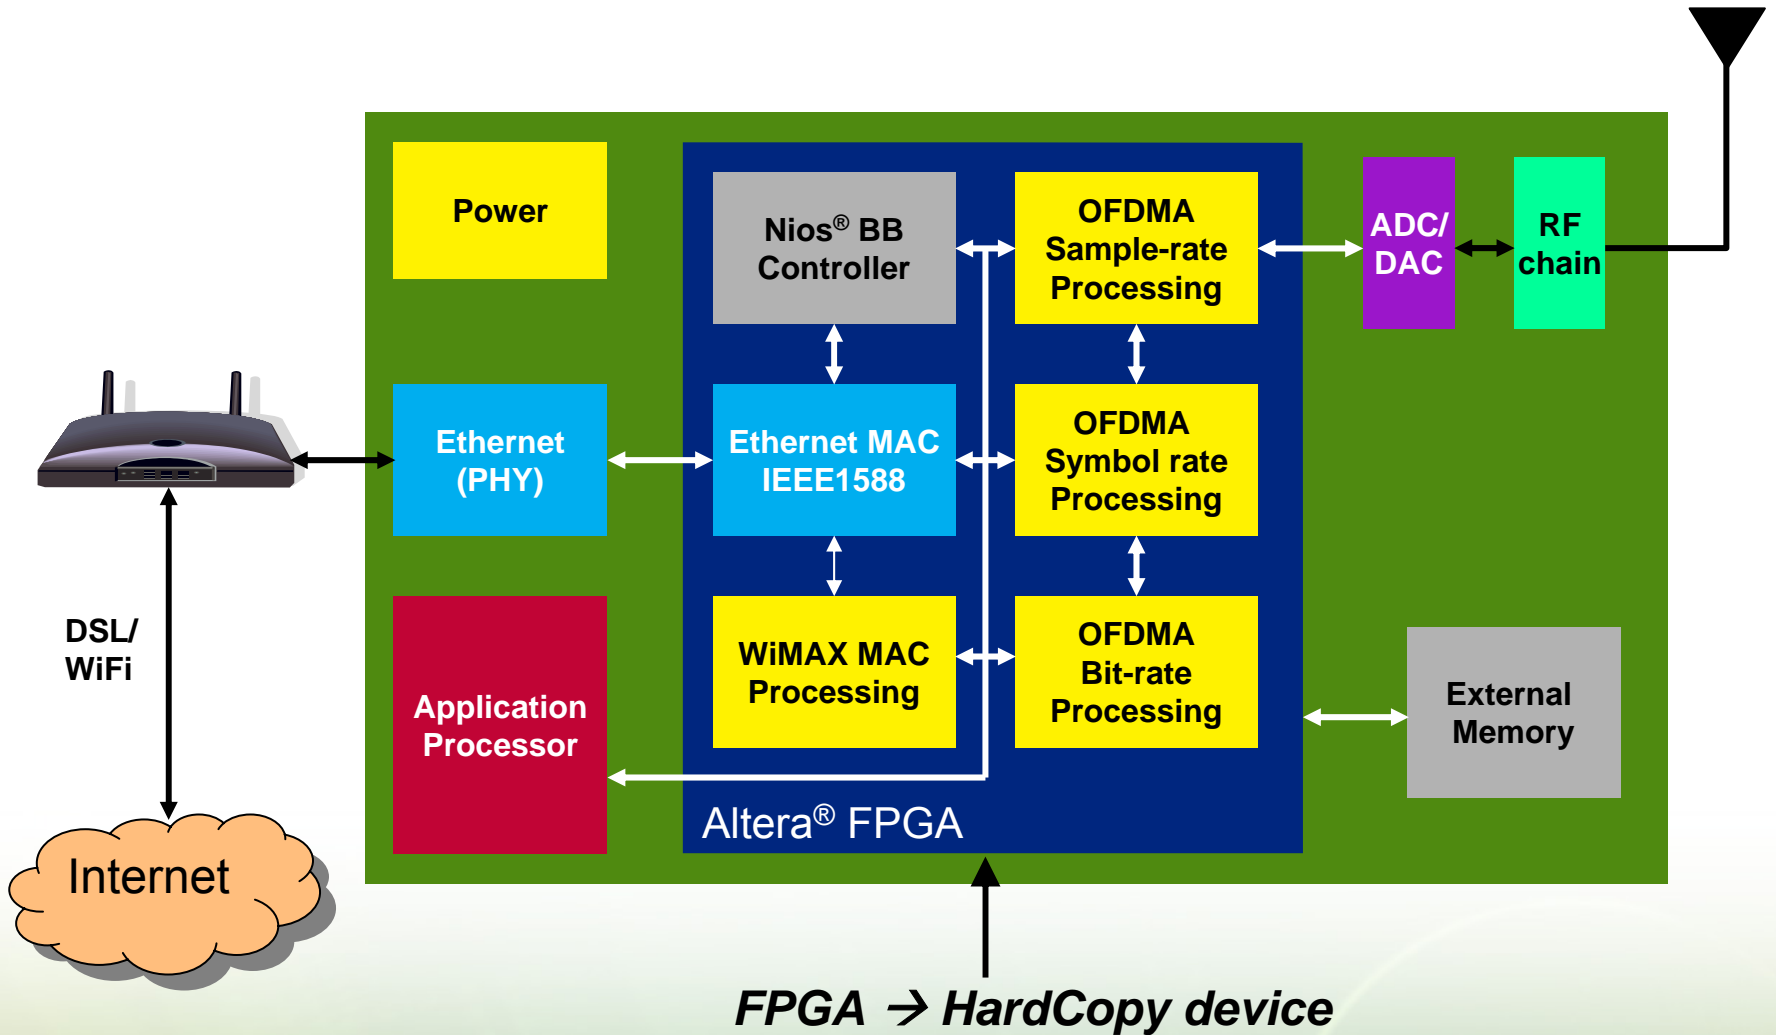 Power
Nios® BB
Controller
OFDMA
Sample-rate
Processing
ADC/
DAC
RF
chain
Ethernet
(PHY)
Ethernet MAC
IEEE1588
OFDMA
Symbol rate
Processing
DSL/
WiFi
Application
Processor
WiMAX MAC
Processing
OFDMA
Bit-rate
Processing
External
Memory
Altera® FPGA
Internet
FPGA → HardCopy device